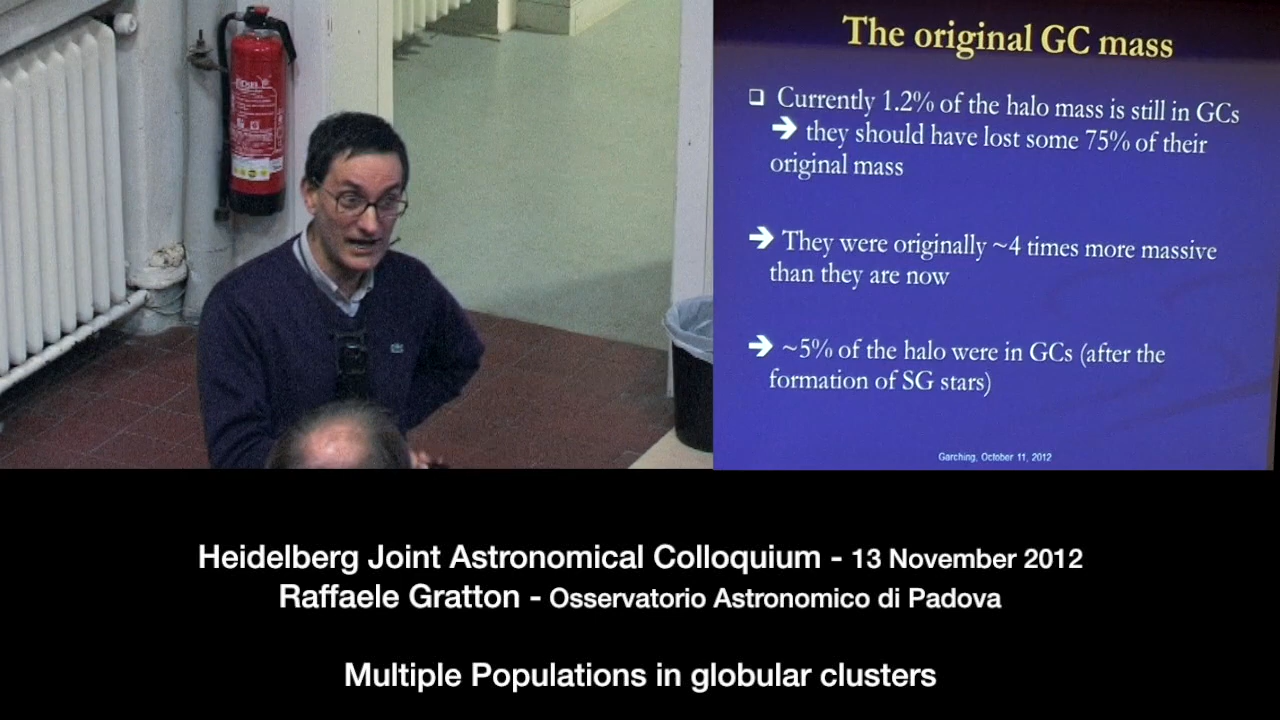 The original GC mass
❑ Currently 1.2% of the halo mass is still in GCs
➔ they should have lost some 75% of their
original mass
➔ They were originally ~4 times more massive
than they are now
➔ ~5% of the halo were in GCs (after the
formation of SG stars)
Garching, October 11, 2012
Heidelberg Joint Astronomical Colloquium - 13 November 2012
Raffaele Gratton - Osservatorio Astronomico di Padova
Multiple Populations in globular clusters